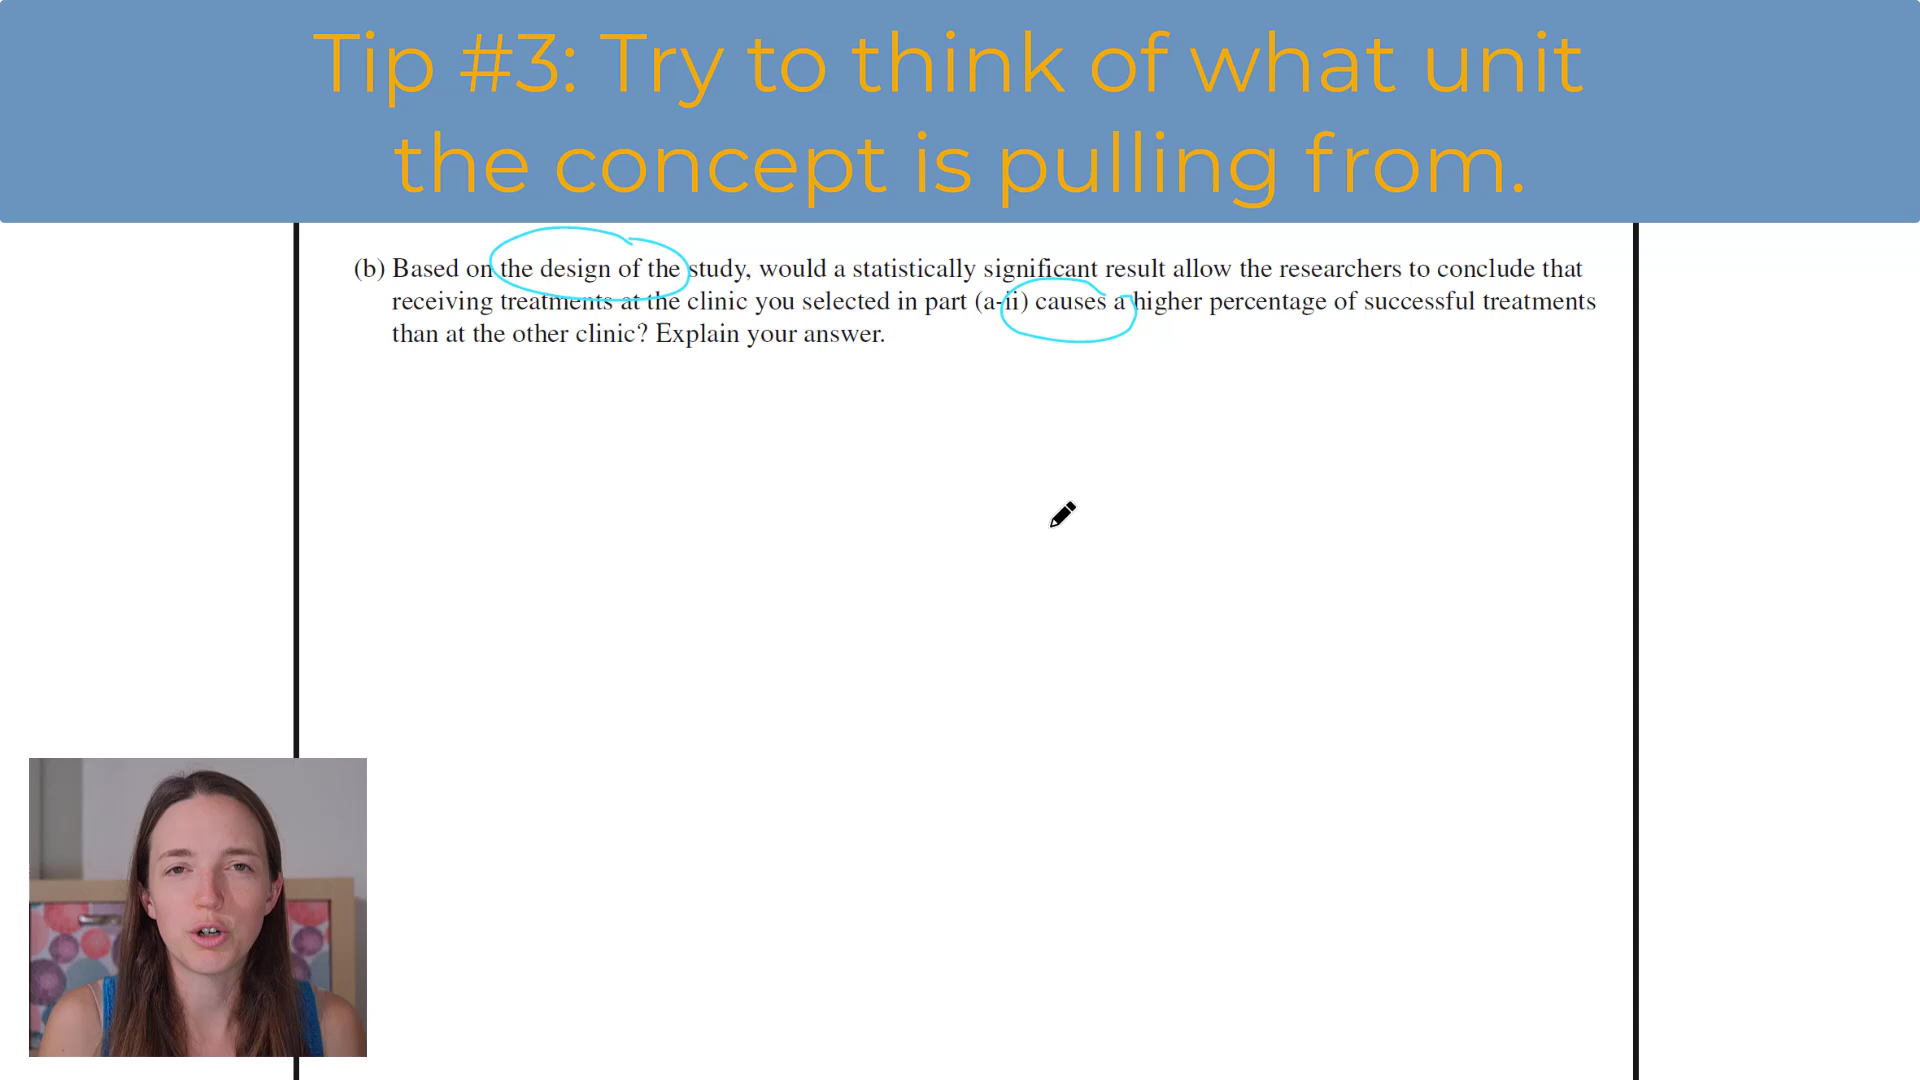 Tip #3: Try to think of what unit
the concept is pulling from.
(b) Based on the design of the study, would a statistically significant result allow the researchers to conclude that
receiving treatments at the clinic you selected in part (a-ii) causes a higher percentage of successful treatments
than at the other clinic? Explain your answer.